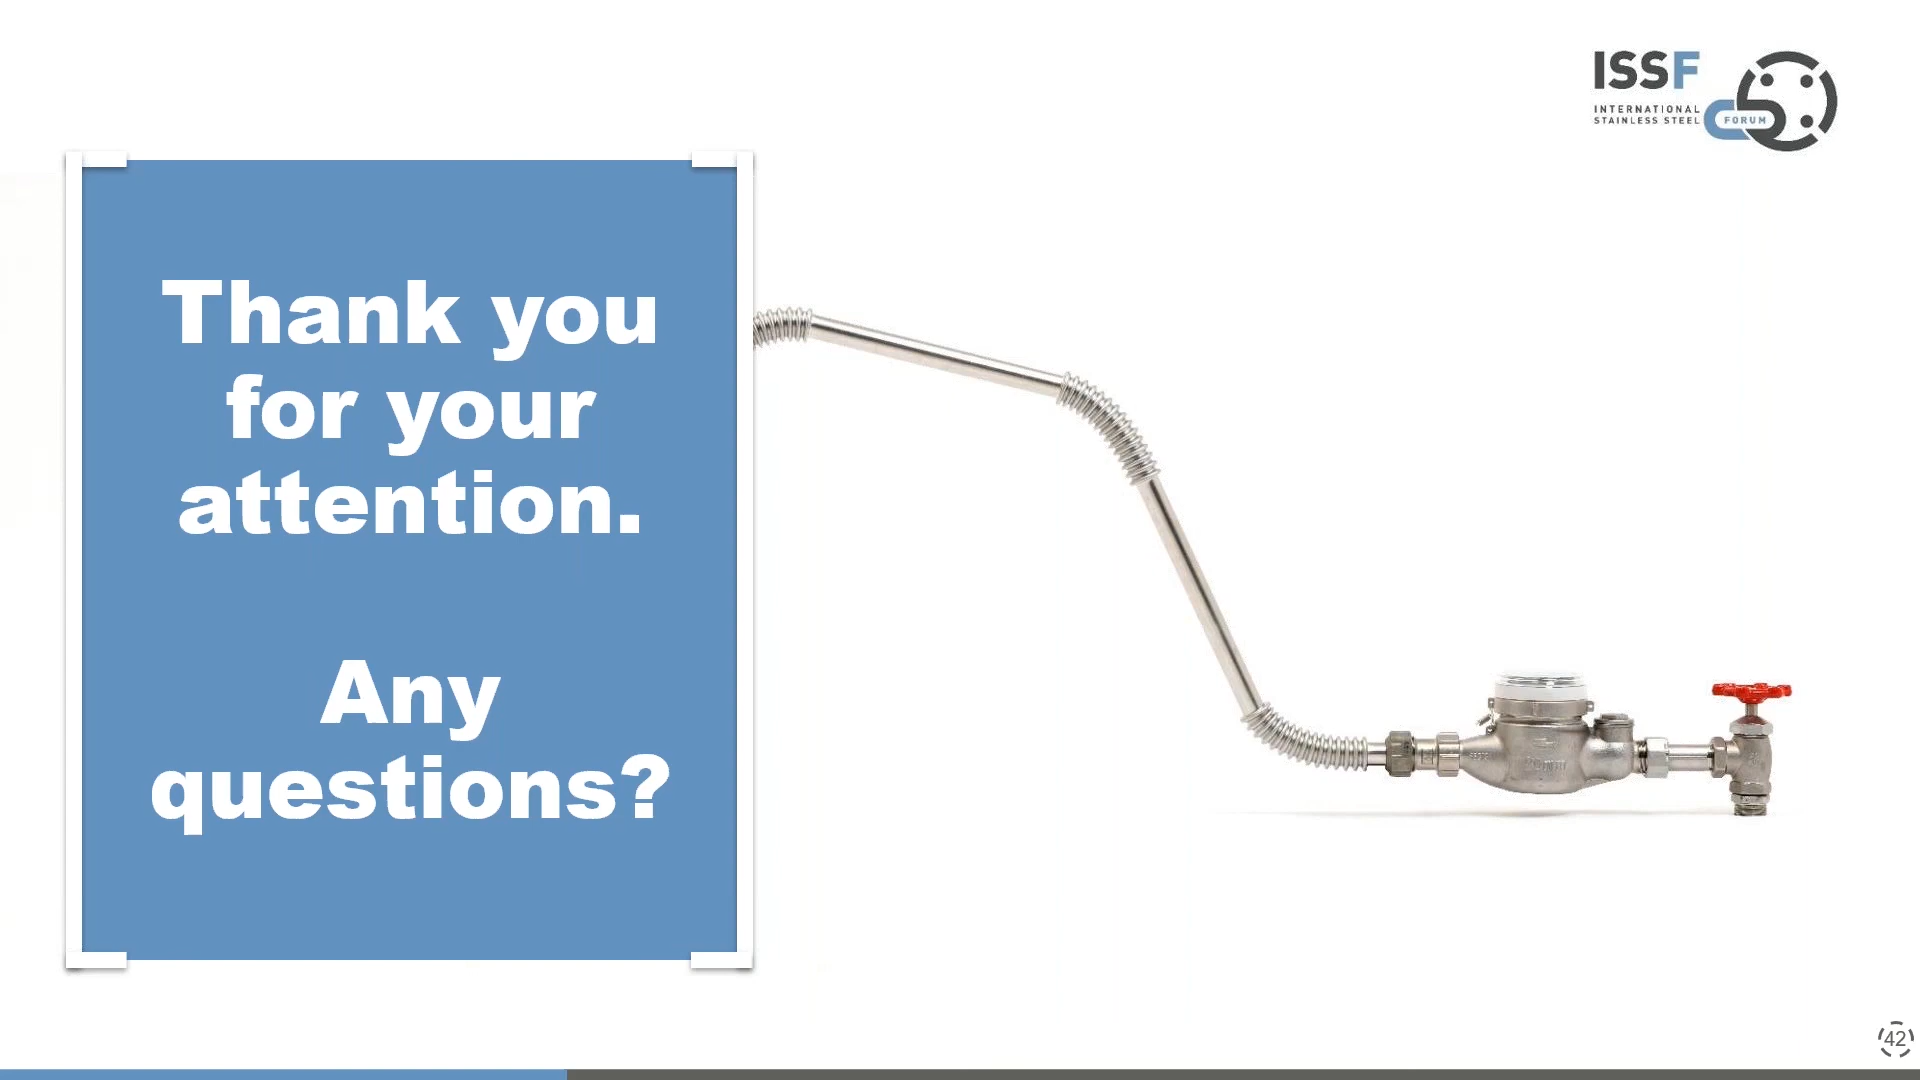 ISSF
INTERNATIONAL
STAINLESS STEEL
FORUM
Thank you
for your
attention.
Any
questions?
42